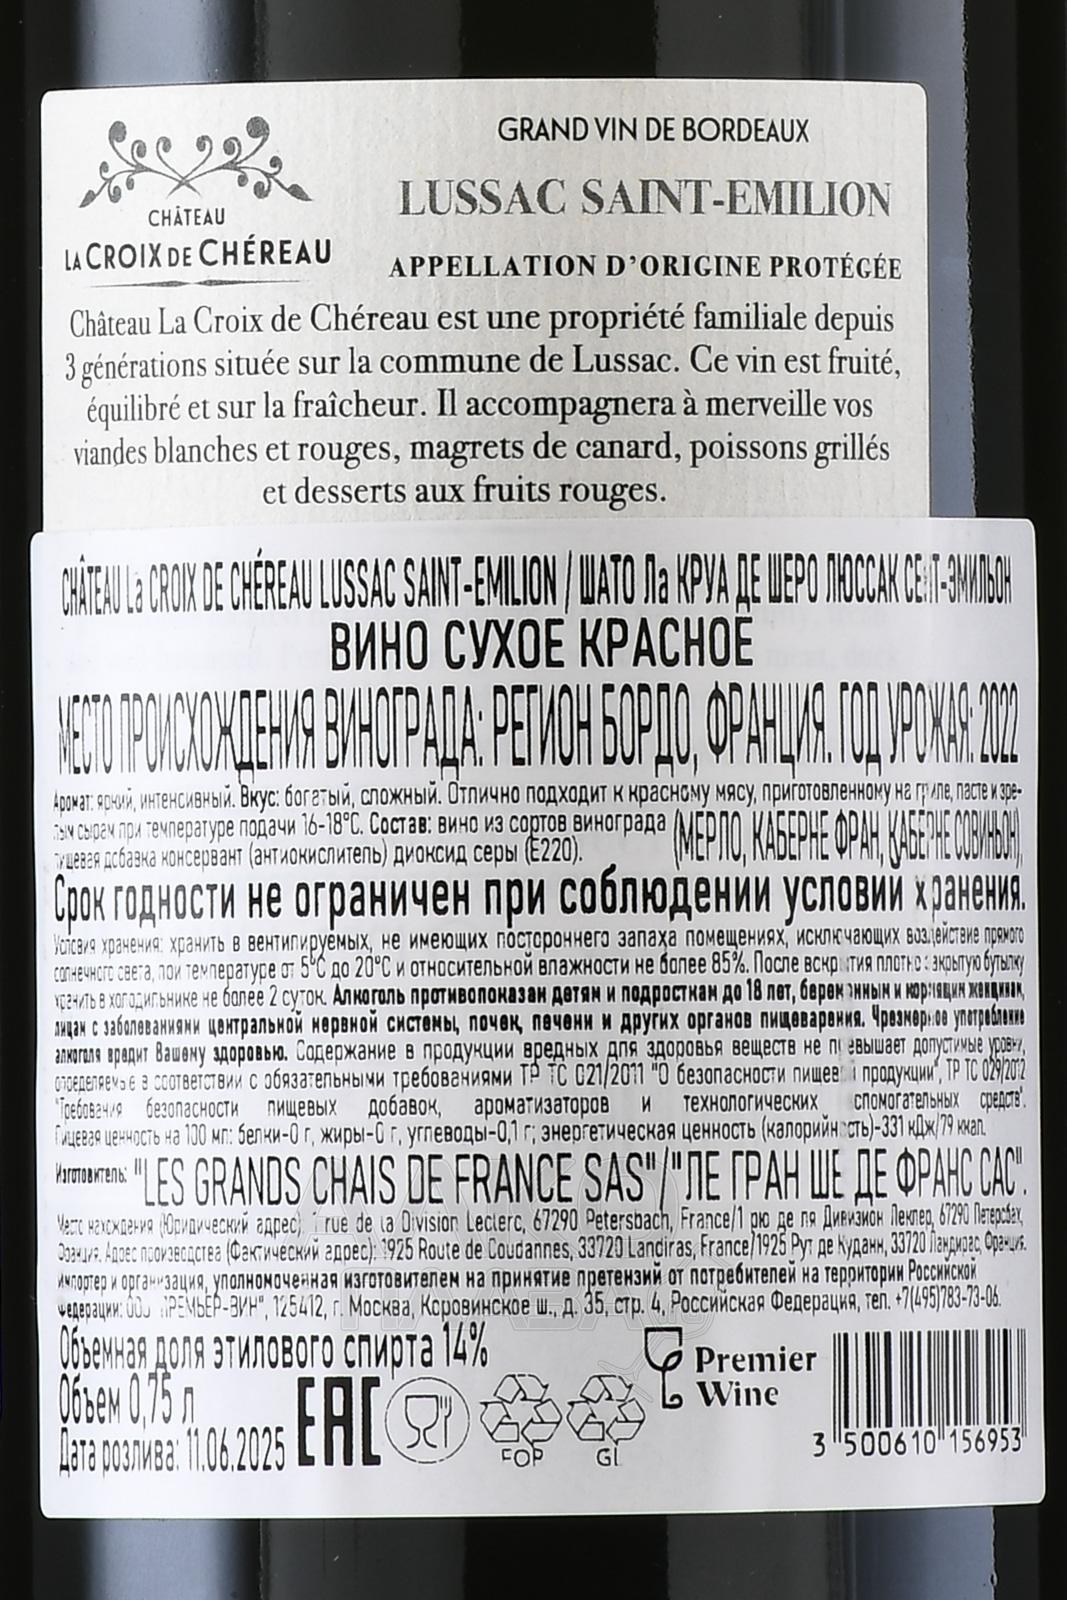 GRAND VIN DE BORDEAUX
LUSSAC SAINT-EMILION
APPELLATION D'ORIGINE PROTÉGÉE
CHÂTEAU
LA CROIX DE CHÉREAU
Château La Croix de Chéreau est une propriété familiale depuis
3 générations située sur la commune de Lussac. Ce vin est fruité,
équilibré et sur la fraîcheur. Il accompagnera à merveille vos
viandes blanches et rouges, magrets de canard, poissons grillés
et desserts aux fruits rouges.
CHÂTEAU La CROIX DE CHÉREAU LUSSAC SAINT-EMILION / ШАТО Ла КРУА ДЕ ШЕРО ЛЮССАК СЕНТ-ЭМИЛЬОН
ВИНО СУХОЕ КРАСНОЕ
МЕСТО ПРОИСХОЖДЕНИЯ ВИНОГРАДА: РЕГИОН БОРДО, ФРАНЦИЯ. ГОД УРОЖАЯ: 2022
Аромат: яркий, интенсивный. Вкус: богатый, сложный. Отлично подходит к красному мясу, приготовленному на гриле, пасте и зре-
лым сырам при температуре подачи 16-18°C. Состав: вино из сортов винограда (МЕРЛО, КАБЕРНЕ ФРАН, КАБЕРНЕ СОВИНЬОН),
пищевая добавка консервант (антиокислитель) диоксид серы (Е220).
Срок годности не ограничен при соблюдении условий хранения.
Условия хранения: хранить в вентилируемых, не имеющих постороннего запаха помещениях, исключающих воздействие прямого
солнечного света, при температуре от 5°C до 20°C и относительной влажности не более 85%. После вскрытия плотно закрытую бутылку
хранить в холодильнике не более 2 суток. Алкоголь противопоказан детям и подросткам до 18 лет, беременным и кормящим женщинам,
лицам с заболеваниями центральной нервной системы, почек, печени и других органов пищеварения. Чрезмерное употребление
алкоголя вредит Вашему здоровью. Содержание в продукции вредных для здоровья веществ не превышает допустимые уровни,
определяемые в соответствии с обязательными требованиями ТР ТС 021/2011 "О безопасности пищевой продукции", ТР ТС 029/2012
"Требования безопасности пищевых добавок, ароматизаторов и технологических вспомогательных средств".
Пищевая ценность на 100 мл: белки-0 г, жиры-0 г, углеводы-0,1 г; энергетическая ценность (калорийность)-331 кДж/79 ккал.
Изготовитель: "LES GRANDS CHAIS DE FRANCE SAS"/"ЛЕ ГРАН ШЕ ДЕ ФРАНС САС".
Место нахождения (Юридический адрес): 1 rue de la Division Leclerc, 67290 Petersbach, France/1 рю де ля Дивизион Леклер, 67290 Петерсбах,
Франция. Адрес производства (Фактический адрес): 1925 Route de Coudannes, 33720 Landiras, France/1925 Рут де Куданн, 33720 Ландирас, Франция.
Импортер и организация, уполномоченная изготовителем на принятие претензий от потребителей на территории Российской
Федерации: ООО "ПРЕМЬЕР-ВИН", 125412, г. Москва, Коровинское ш., д. 35, стр. 4, Российская Федерация, тел. +7(495)783-73-06.
Объемная доля этилового спирта 14%
Объем 0,75 л
Дата розлива: 11.06.2025
EAC
FOP
GL
Premier
Wine
3 500610 156953